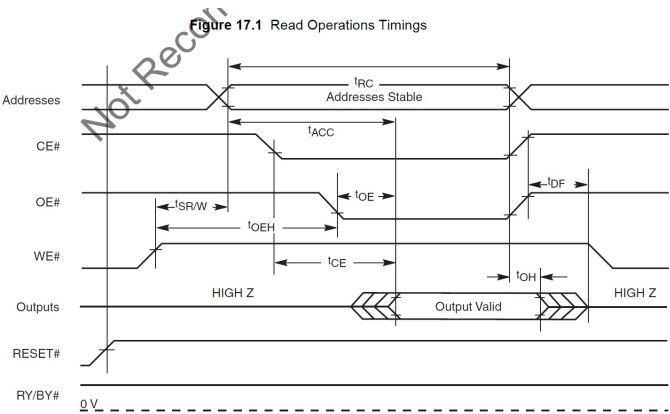 Figure 17.1 Read Operations Timings
Not Recom
tRC
Addresses
Addresses Stable
tACC
CE#
tDF
OE#
tSR/W
tOE
tOEH
WE#
tCE
tOH
HIGH Z
HIGH Z
Outputs
Output Valid
RESET#
RY/BY#
0 V